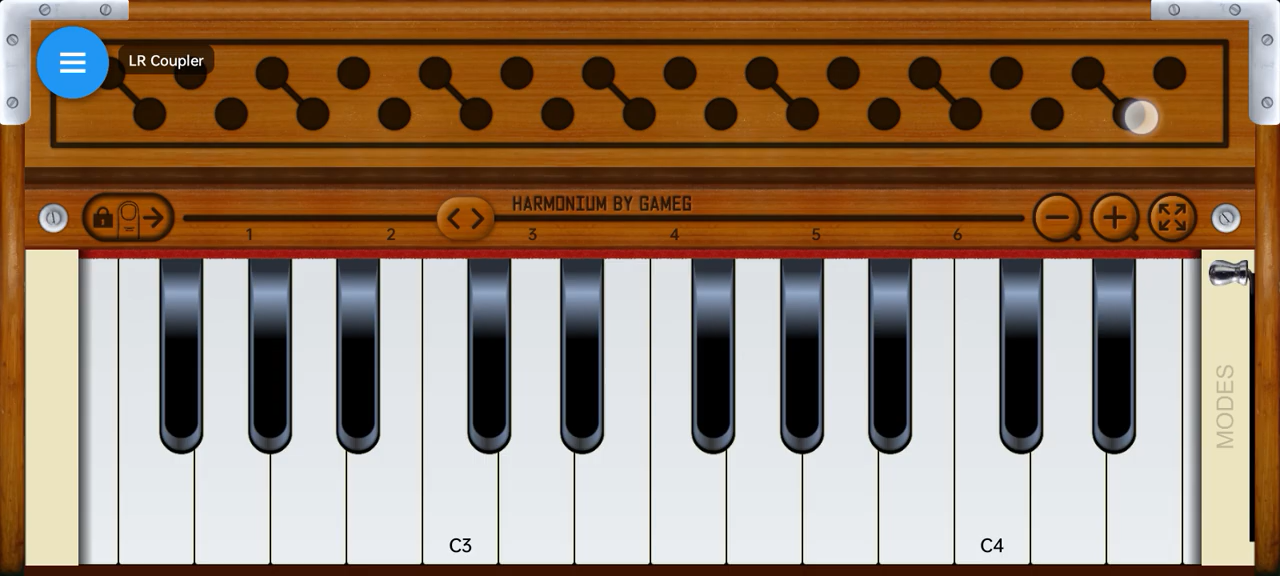 LR Coupler
HARMONIUM BY GAMEG
1 2 3 4 5 6
MODES
C3 C4